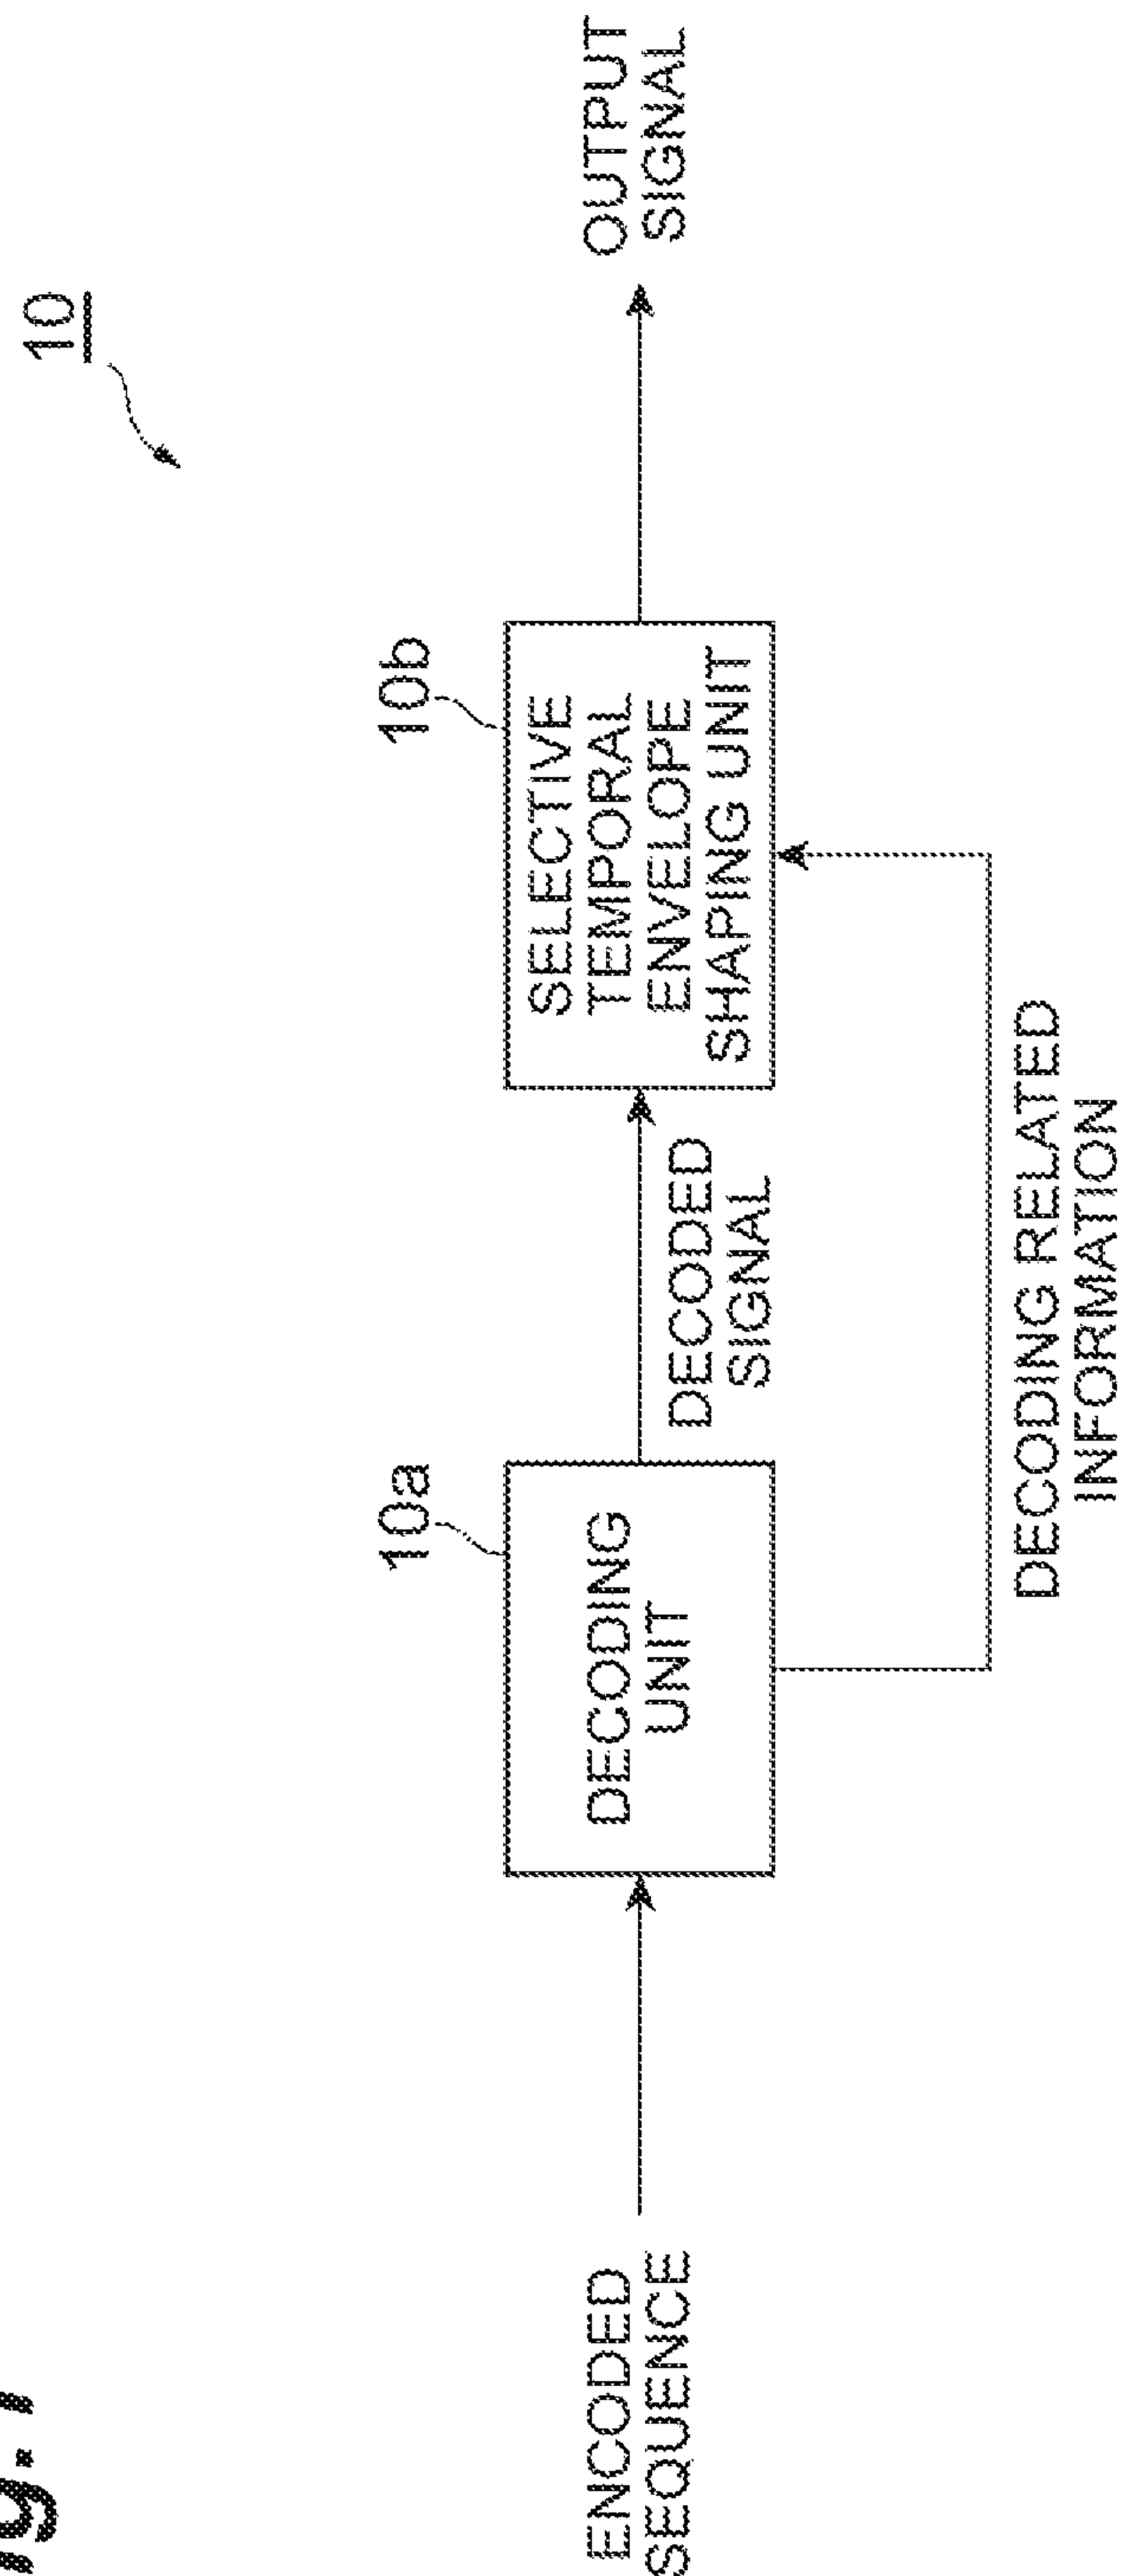 10
ENCODED
SEQUENCE
10a
DECODING
UNIT
DECODED
SIGNAL
10b
SELECTIVE
TEMPORAL
ENVELOPE
SHAPING UNIT
OUTPUT
SIGNAL
DECODING RELATED
INFORMATION